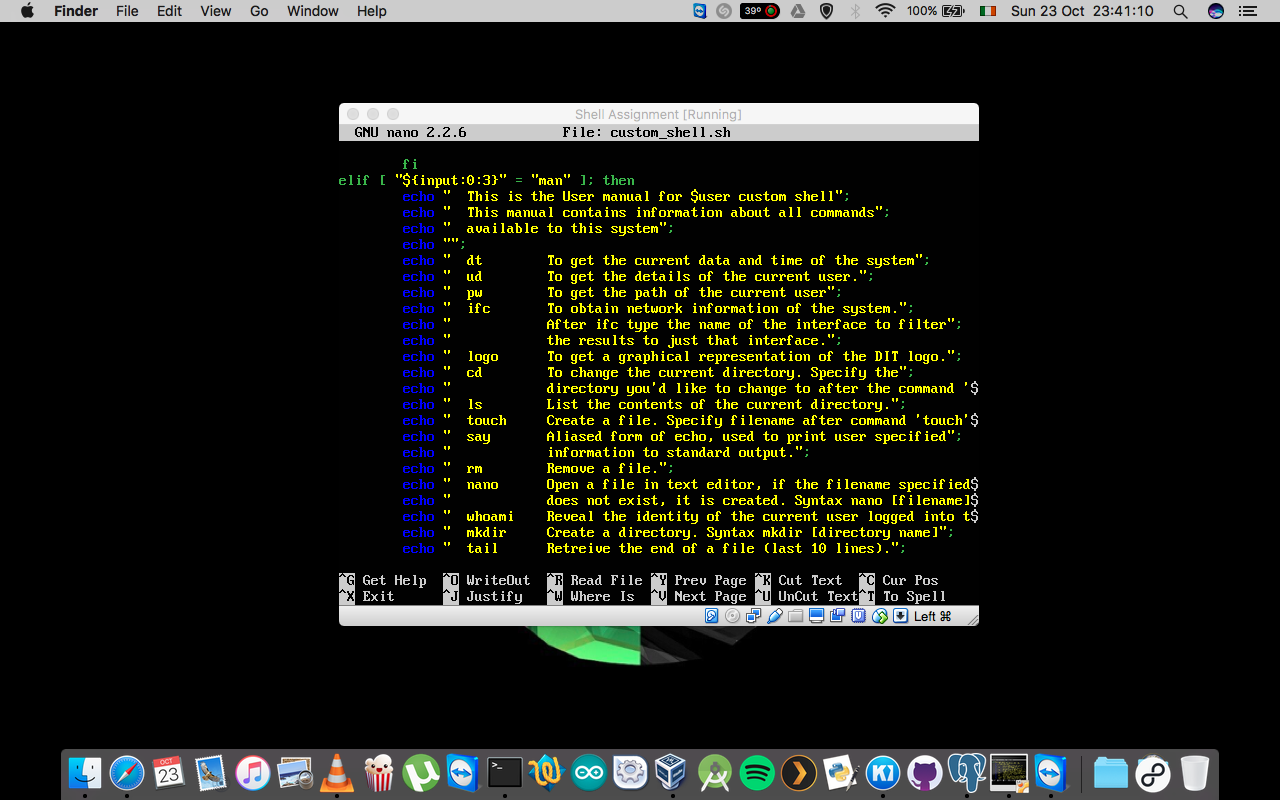 Finder File Edit View Go Window Help 39º 100% Sun 23 Oct 23:41:10
Shell Assignment [Running]
GNU nano 2.2.6 File: custom_shell.sh
fi
elif [ "${input:0:3}" = "man" ]; then
echo " This is the User manual for $user custom shell";
echo " This manual contains information about all commands";
echo " available to this system";
echo "";
echo " dt To get the current data and time of the system";
echo " ud To get the details of the current user.";
echo " pw To get the path of the current user";
echo " ifc To obtain network information of the system.";
echo " After ifc type the name of the interface to filter";
echo " the results to just that interface.";
echo " logo To get a graphical representation of the DIT logo.";
echo " cd To change the current directory. Specify the";
echo " directory you'd like to change to after the command '$
echo " ls List the contents of the current directory.";
echo " touch Create a file. Specify filename after command 'touch'$
echo " say Aliased form of echo, used to print user specified";
echo " information to standard output.";
echo " rm Remove a file.";
echo " nano Open a file in text editor, if the filename specified$
echo " does not exist, it is created. Syntax nano [filename]$
echo " whoami Reveal the identity of the current user logged into t$
echo " mkdir Create a directory. Syntax mkdir [directory name]";
echo " tail Retreive the end of a file (last 10 lines).";
^G Get Help ^O WriteOut ^R Read File ^Y Prev Page ^K Cut Text ^C Cur Pos
^X Exit ^J Justify ^W Where Is ^V Next Page ^U UnCut Text ^T To Spell
Left ⌘
OCT
23
>_
K1